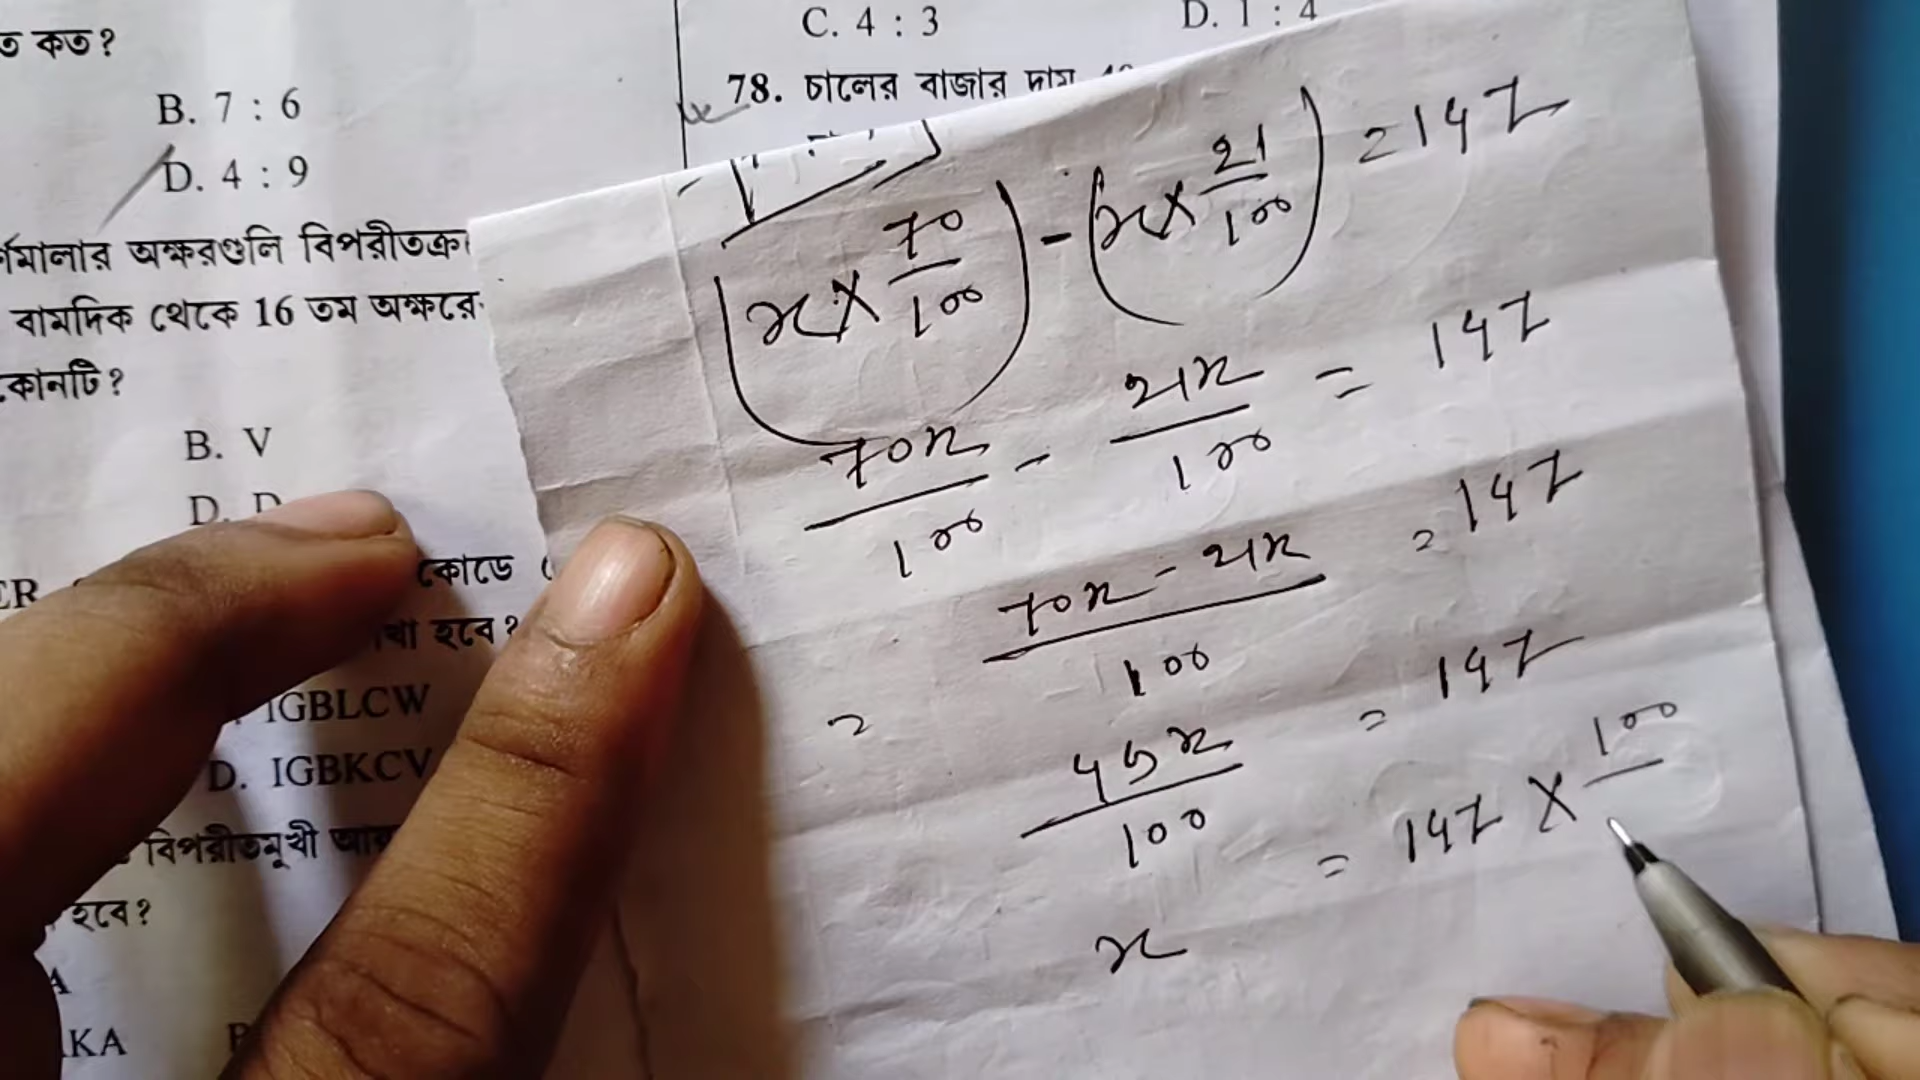 ত কত?
B. 7 : 6
D. 4 : 9
র্ণমালার অক্ষরগুলি বিপরীতক্র
বামদিক থেকে 16 তম অক্ষরে
কোনটি?
B. V
D. D
ER
কোডে
হবে?
IGBLCW
D. IGBKCV
বিপরীতমুখী
হবে?
A
KA
C. 4 : 3 D. 1 : 4
78. চালের বাজার দাম
(x × 70/100) - (x × 21/100) = 147
70x/100 - 21x/100 = 147
70x - 21x/100 = 147
= 49x/100 = 147
x = 147 × 100/